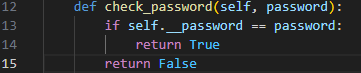 12 def check_password(self, password):
13 if self.__password == password:
14 return True
15 return False